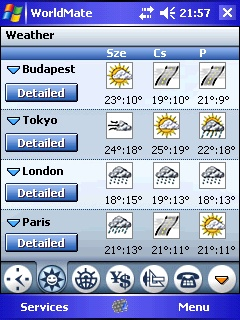 WorldMate 21:57
Weather
Sze Cs P
Budapest
Detailed 23°:10° 19°:10° 21°:9°
Tokyo
Detailed 24°:18° 25°:19° 22°:18°
London
Detailed 18°:15° 19°:13° 18°:13°
Paris
Detailed 21°:13° 21°:11° 21°:11°
¥$
Services Menu